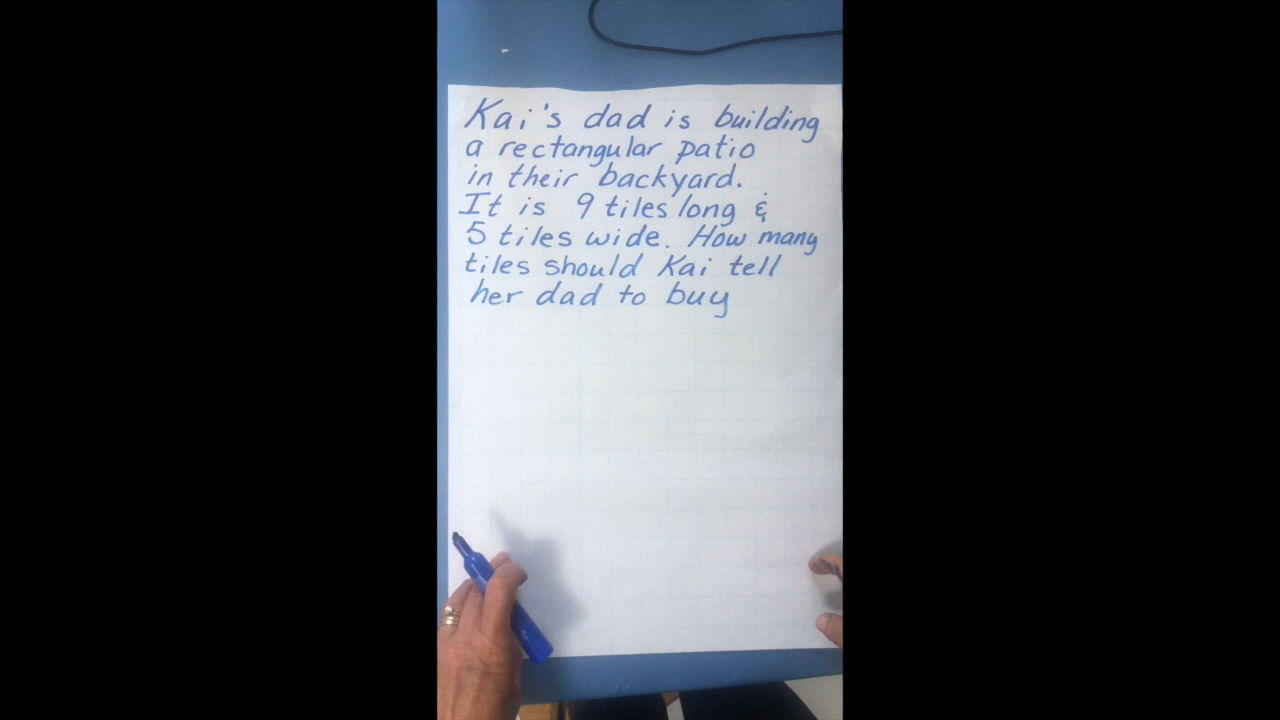 Kai's dad is building
a rectangular patio
in their backyard.
It is 9 tiles long &
5 tiles wide. How many
tiles should Kai tell
her dad to buy